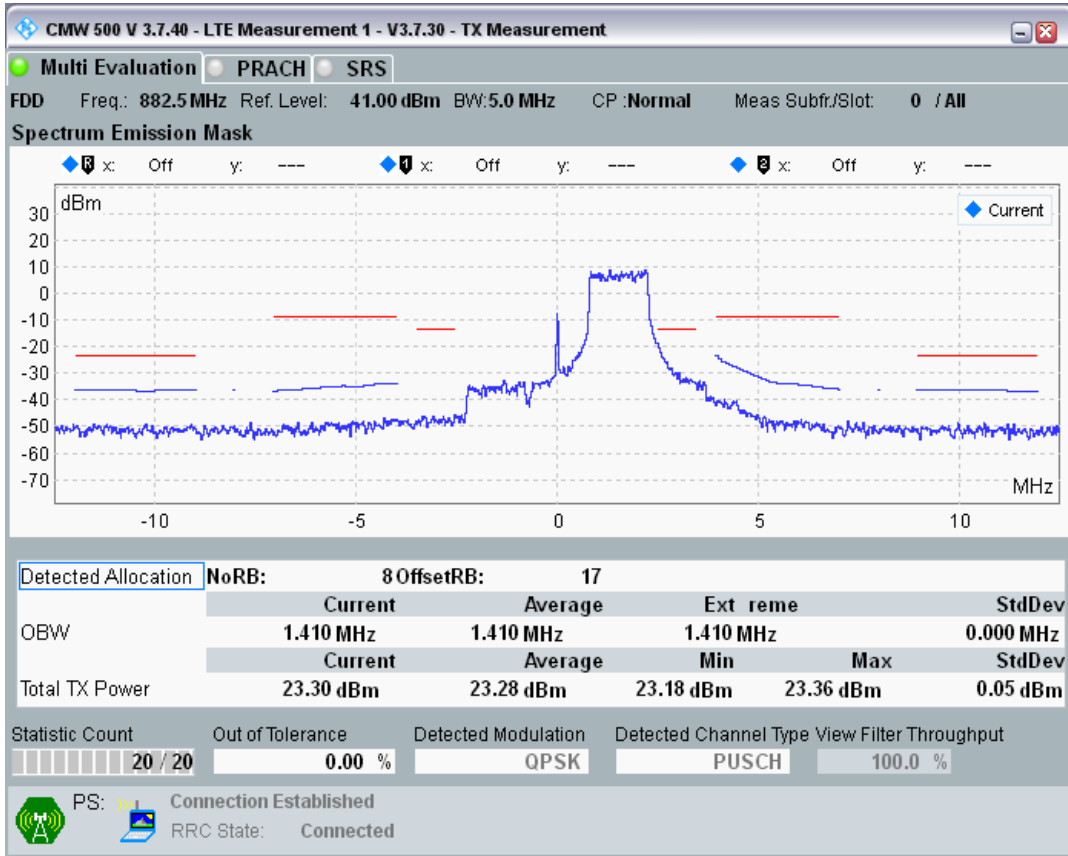 CMW 500 V 3.7.40 - LTE Measurement 1 - V3.7.30 - TX Measurement
Multi Evaluation PRACH SRS
FDD Freq.: 882.5 MHz Ref. Level: 41.00 dBm BW:5.0 MHz CP :Normal Meas Subfr./Slot: 0 / All
Spectrum Emission Mask
R x: Off y: --- 1 x: Off y: --- 2 x: Off y: ---
dBm
Current
30
20
10
0
-10
-20
-30
-40
-50
-60
-70
MHz
-10 -5 0 5 10
Detected Allocation NoRB: 8 OffsetRB: 17
Current Average Ext reme StdDev
OBW 1.410 MHz 1.410 MHz 1.410 MHz 0.000 MHz
Current Average Min Max StdDev
Total TX Power 23.30 dBm 23.28 dBm 23.18 dBm 23.36 dBm 0.05 dBm
Statistic Count Out of Tolerance Detected Modulation Detected Channel Type View Filter Throughput
20 / 20 0.00 % QPSK PUSCH 100.0 %
PS: Connection Established
RRC State: Connected